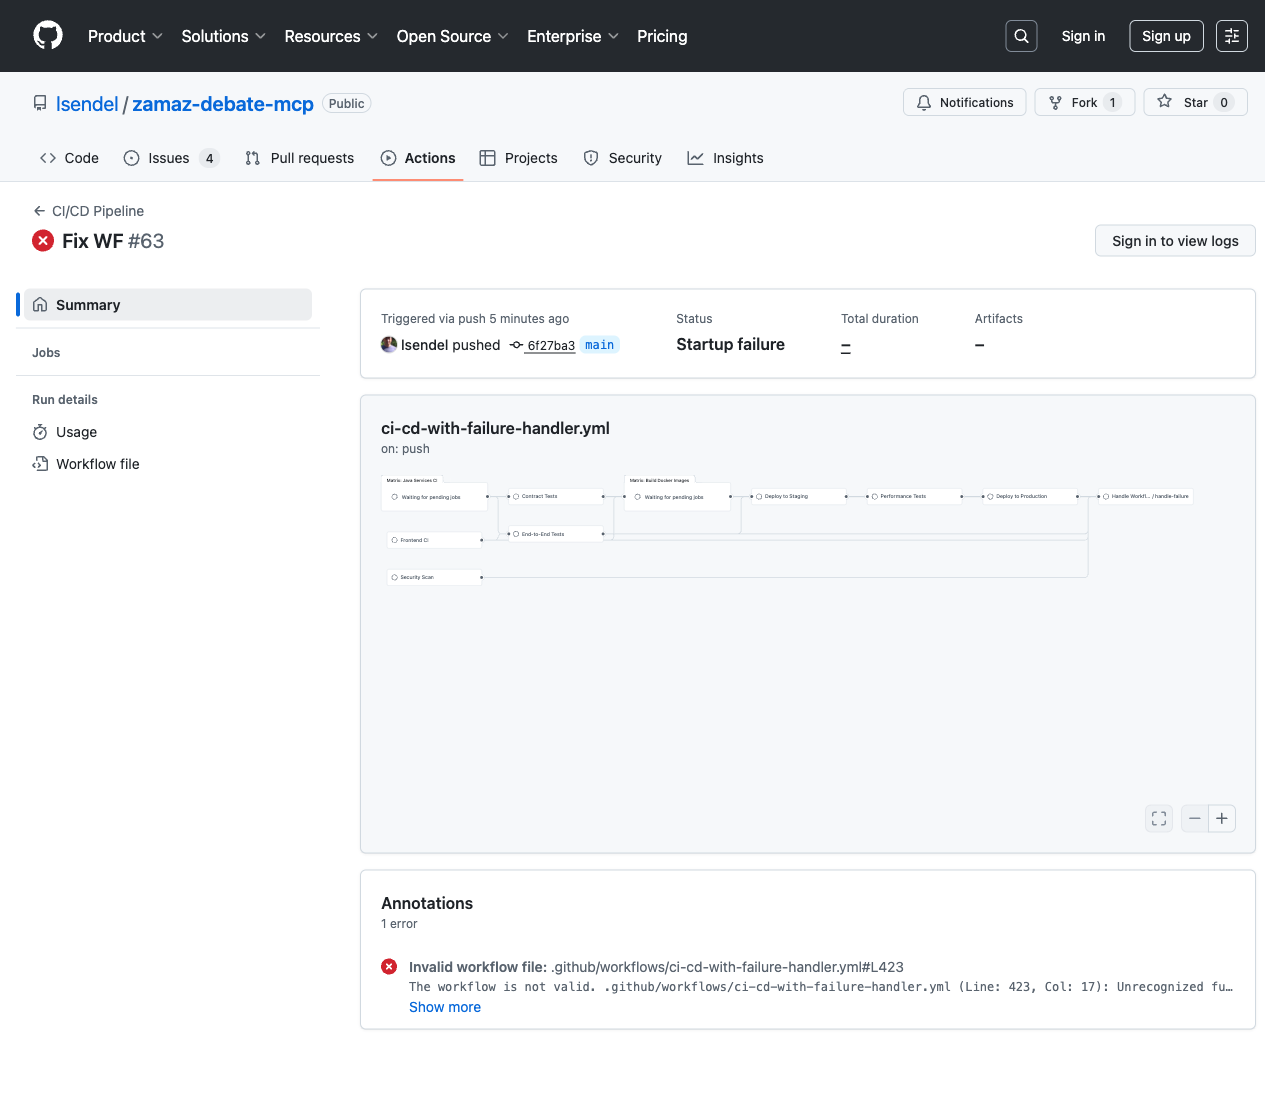 Product
Solutions
Resources
Open Source
Enterprise
Pricing
Sign in
Sign up
lsendel / zamaz-debate-mcp Public
Notifications
Fork 1
Star 0
Code
Issues 4
Pull requests
Actions
Projects
Security
Insights
CI/CD Pipeline
Fix WF #63
Sign in to view logs
Summary
Jobs
Run details
Usage
Workflow file
Triggered via push 5 minutes ago
lsendel pushed 6f27ba3 main
Status
Startup failure
Total duration
–
Artifacts
–
ci-cd-with-failure-handler.yml
on: push
Matrix: Java Services CI
Waiting for pending jobs
Contract Tests
Matrix: Build Docker Images
Waiting for pending jobs
Deploy to Staging
Performance Tests
Deploy to Production
Handle Workfl... / handle-failure
Frontend CI
End-to-End Tests
Security Scan
Annotations
1 error
Invalid workflow file: .github/workflows/ci-cd-with-failure-handler.yml#L423
The workflow is not valid. .github/workflows/ci-cd-with-failure-handler.yml (Line: 423, Col: 17): Unrecognized fu…
Show more